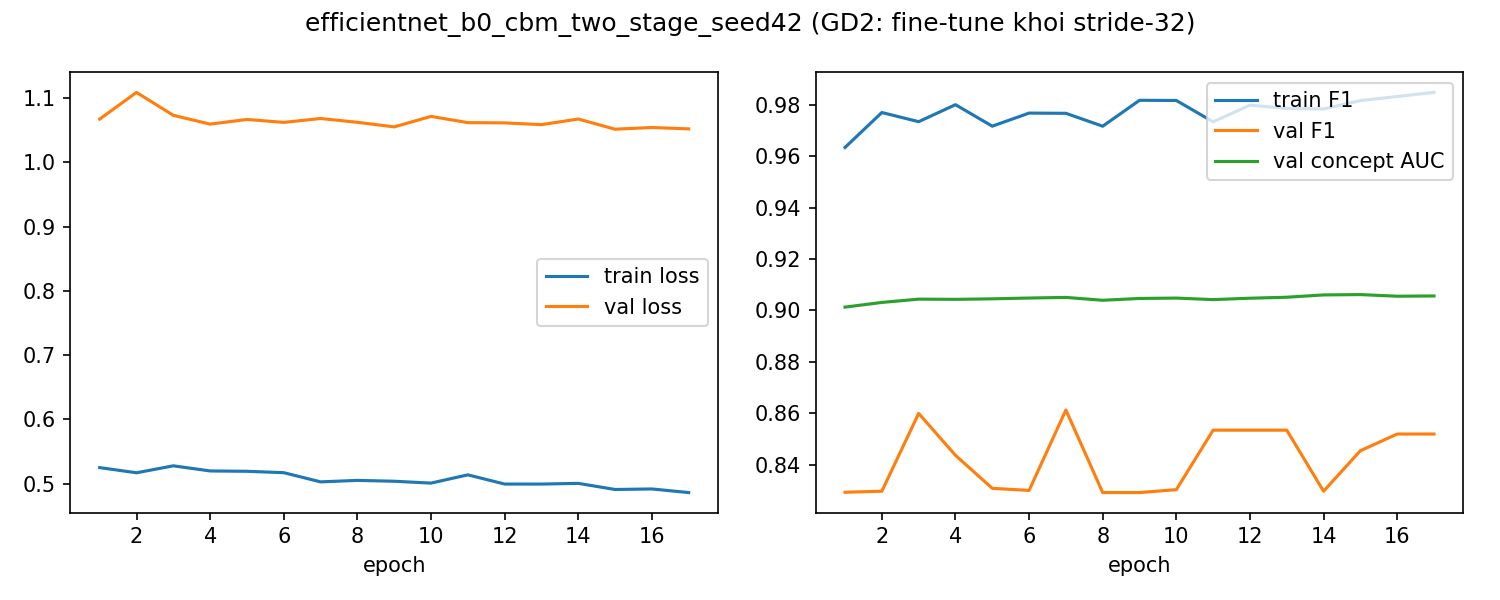 efficientnet_b0_cbm_two_stage_seed42 (GD2: fine-tune khoi stride-32)
1.1
1.0
0.9
0.8
0.7
0.6
0.5
train loss
val loss
2 4 6 8 10 12 14 16
epoch
0.98
0.96
0.94
0.92
0.90
0.88
0.86
0.84
train F1
val F1
val concept AUC
2 4 6 8 10 12 14 16
epoch